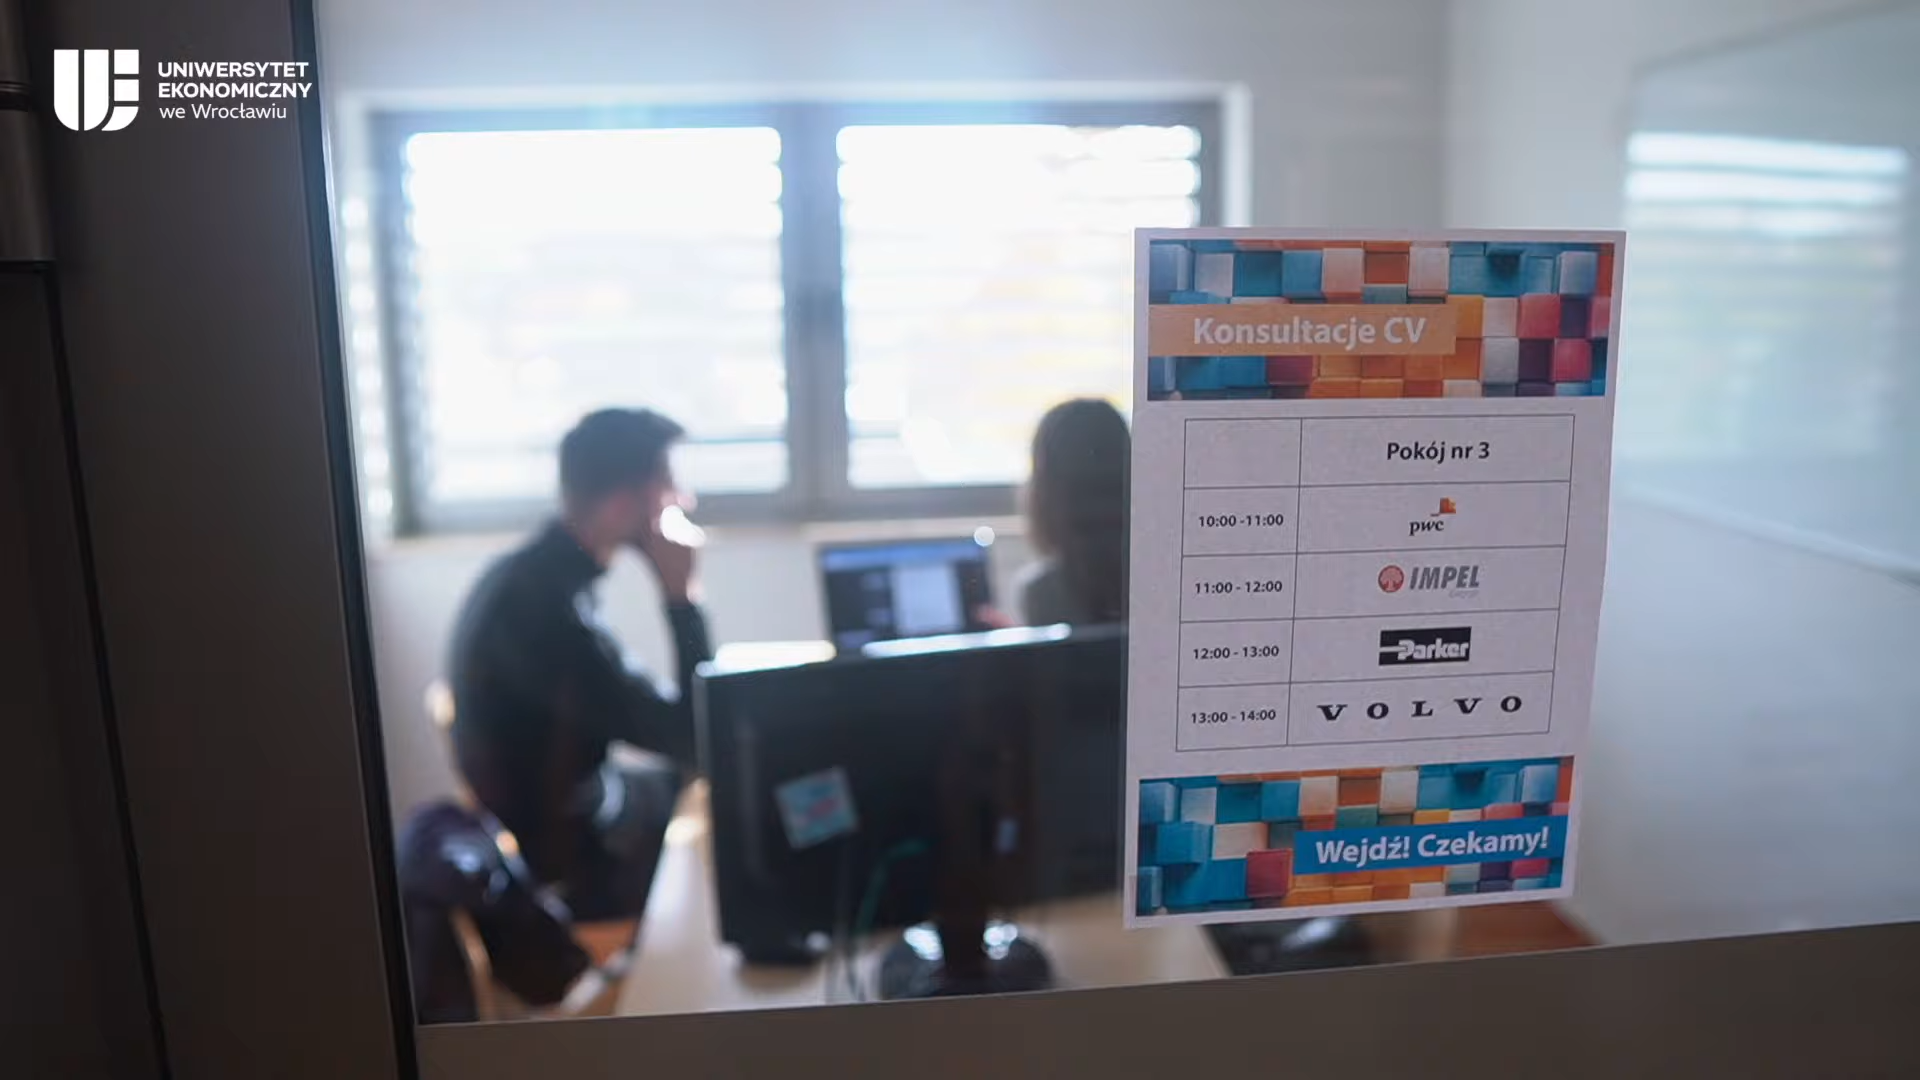 UNIWERSYTET
EKONOMICZNY
we Wrocławiu
Konsultacje CV
Pokój nr 3
10:00 -11:00
pwc
11:00 - 12:00
IMPEL
12:00 - 13:00
Parker
13:00 - 14:00
VOLVO
Wejdź! Czekamy!